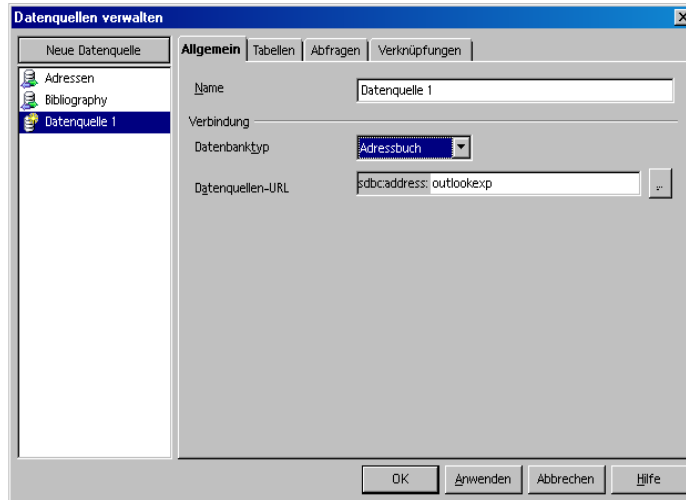 Datenquellen verwalten
Neue Datenquelle
Adressen
Bibliography
Datenquelle 1
Allgemein Tabellen Abfragen Verknüpfungen
Name Datenquelle 1
Verbindung
Datenbanktyp Adressbuch
Datenquellen-URL sdbc:address: outlookexp ...
OK Anwenden Abbrechen Hilfe